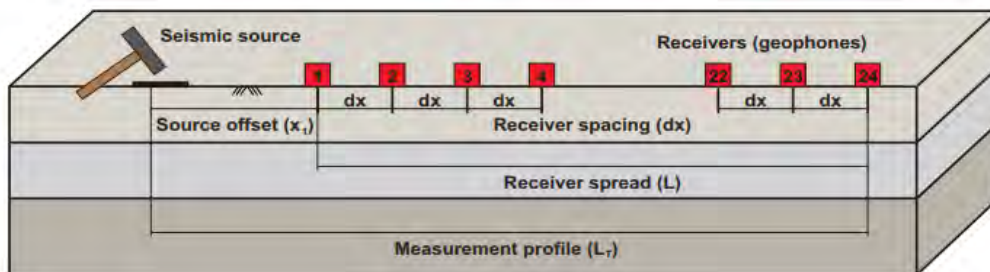 Seismic source
Receivers (geophones)
1 2 3 4 22 23 24
dx dx dx dx dx
Source offset (x₁) Receiver spacing (dx)
Receiver spread (L)
Measurement profile (L_T)